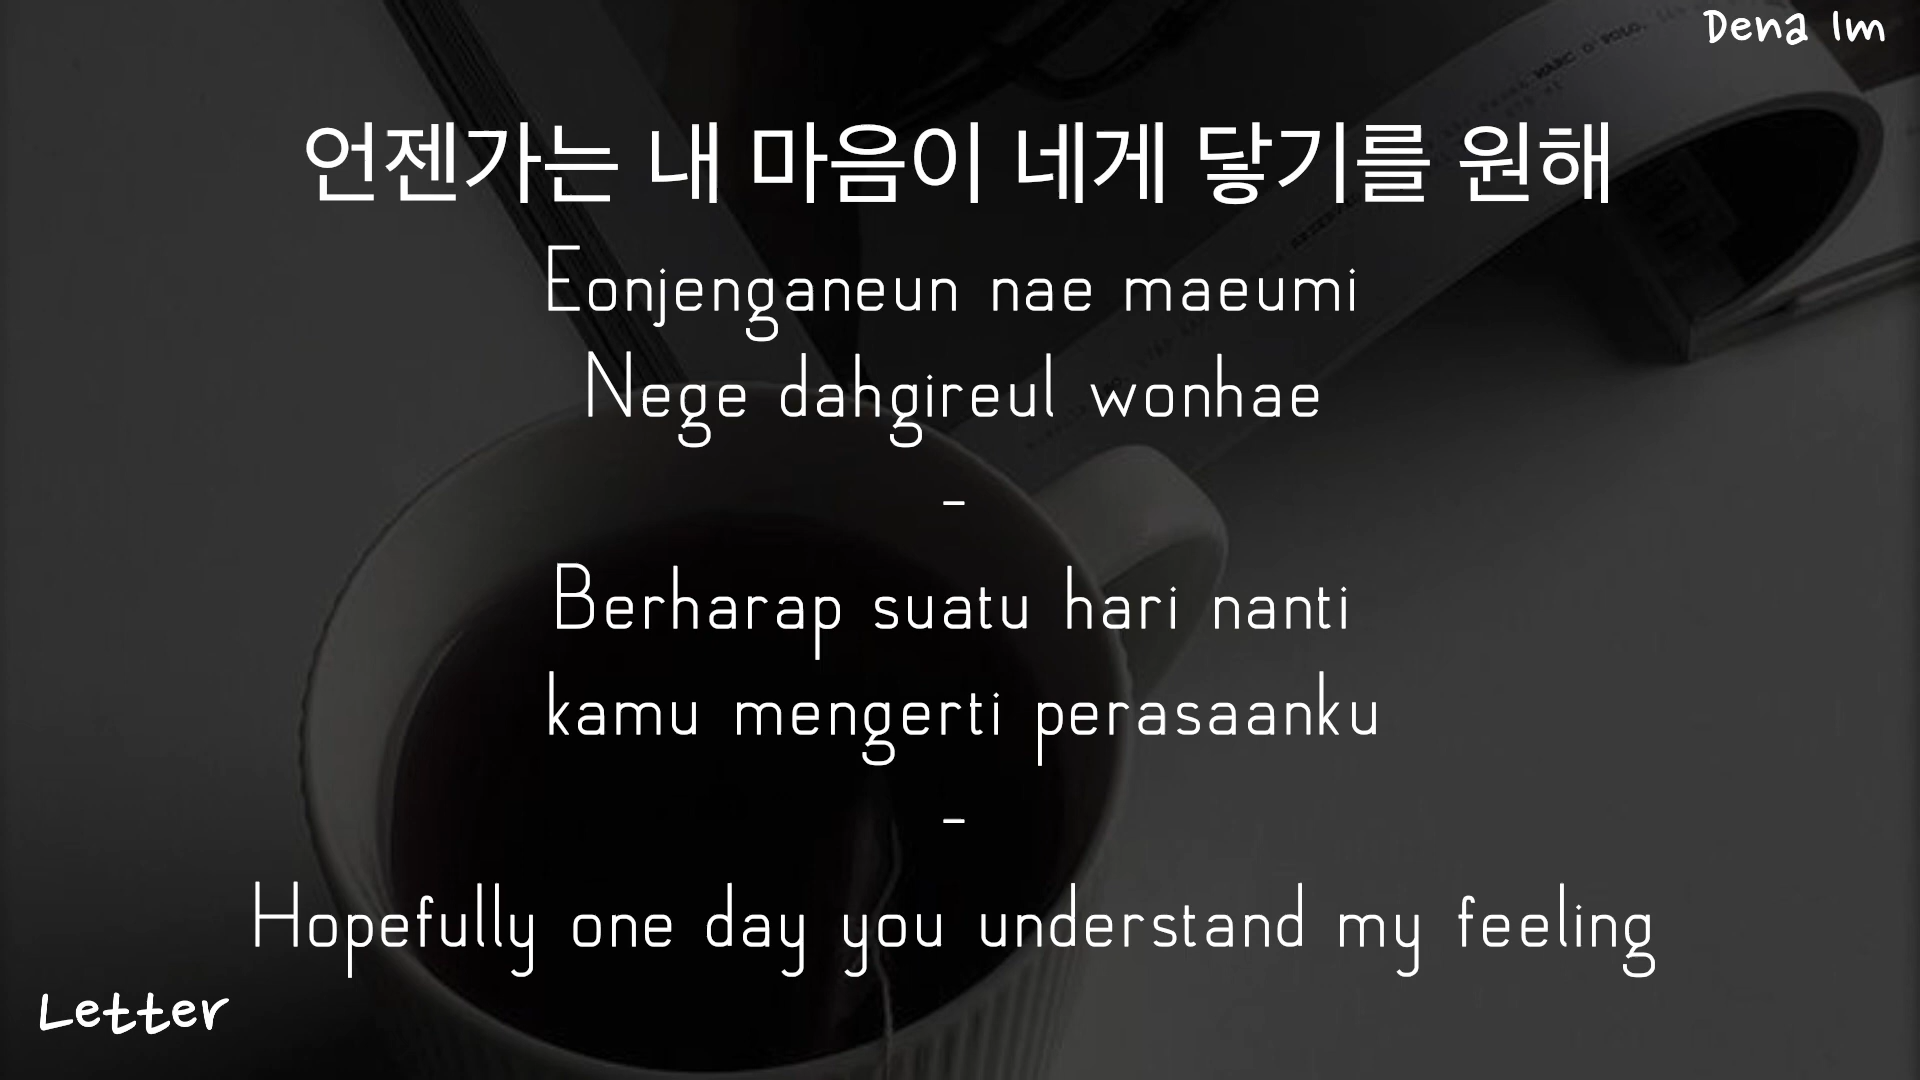 Dena Im
언젠가는 내 마음이 네게 닿기를 원해
Eonjenganeun nae maeumi
Nege dahgireul wonhae
-
Berharap suatu hari nanti
kamu mengerti perasaanku
-
Hopefully one day you understand my feeling
Letter